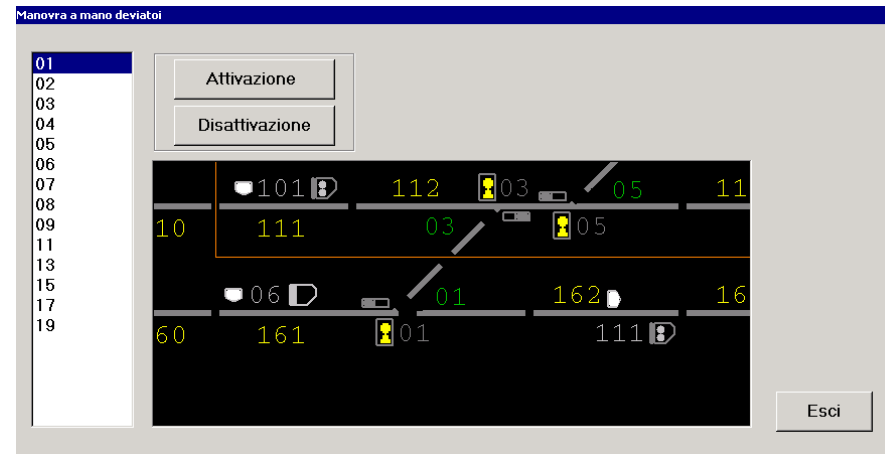 Manovra a mano deviatoi
01
02
03
04
05
06
07
08
09
11
13
15
17
19
Attivazione
Disattivazione
101 112 03 05 11
10 111 03 05
06 01 162 16
60 161 01 111
Esci